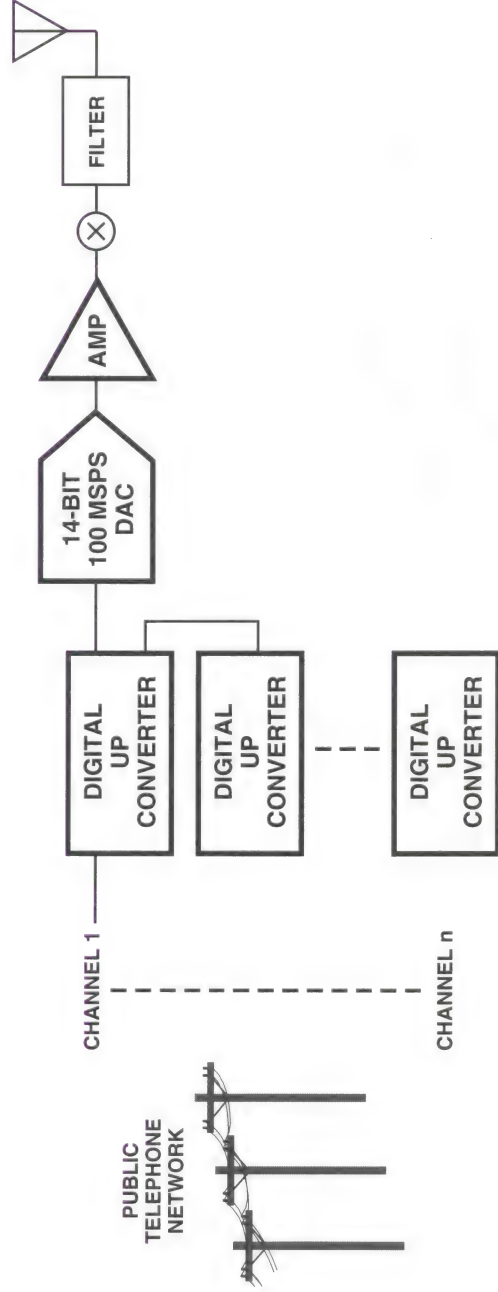 PUBLIC
TELEPHONE
NETWORK
CHANNEL 1
CHANNEL n
DIGITAL
UP
CONVERTER
DIGITAL
UP
CONVERTER
DIGITAL
UP
CONVERTER
14-BIT
100 MSPS
DAC
AMP
FILTER